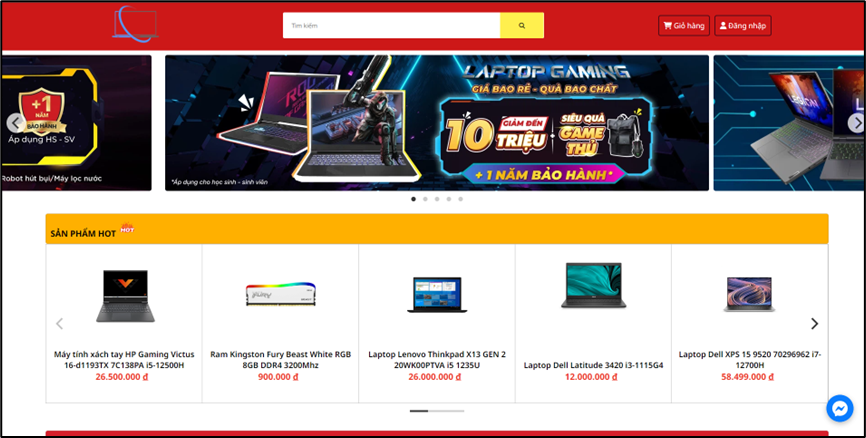 Tìm kiếm
Giỏ hàng
Đăng nhập
+1
NĂM
BẢO HÀNH
Áp dụng HS - SV
Robot hút bụi/Máy lọc nước
LAPTOP GAMING
GIÁ BAO RẺ - QUÀ BAO CHẤT
GIẢM ĐẾN
10 TRIỆU
SIÊU QUÀ
GAME
THỦ
+ 1 NĂM BẢO HÀNH*
*Áp dụng cho học sinh - sinh viên
LEGION
SẢN PHẨM HOT HOT
Máy tính xách tay HP Gaming Victus
16-d1193TX 7C138PA i5-12500H
26.500.000 ₫
Ram Kingston Fury Beast White RGB
8GB DDR4 3200Mhz
900.000 ₫
Laptop Lenovo Thinkpad X13 GEN 2
20WK00PTVA i5 1235U
26.000.000 ₫
Laptop Dell Latitude 3420 i3-1115G4
12.000.000 ₫
Laptop Dell XPS 15 9520 70296962 i7-
12700H
58.499.000 ₫